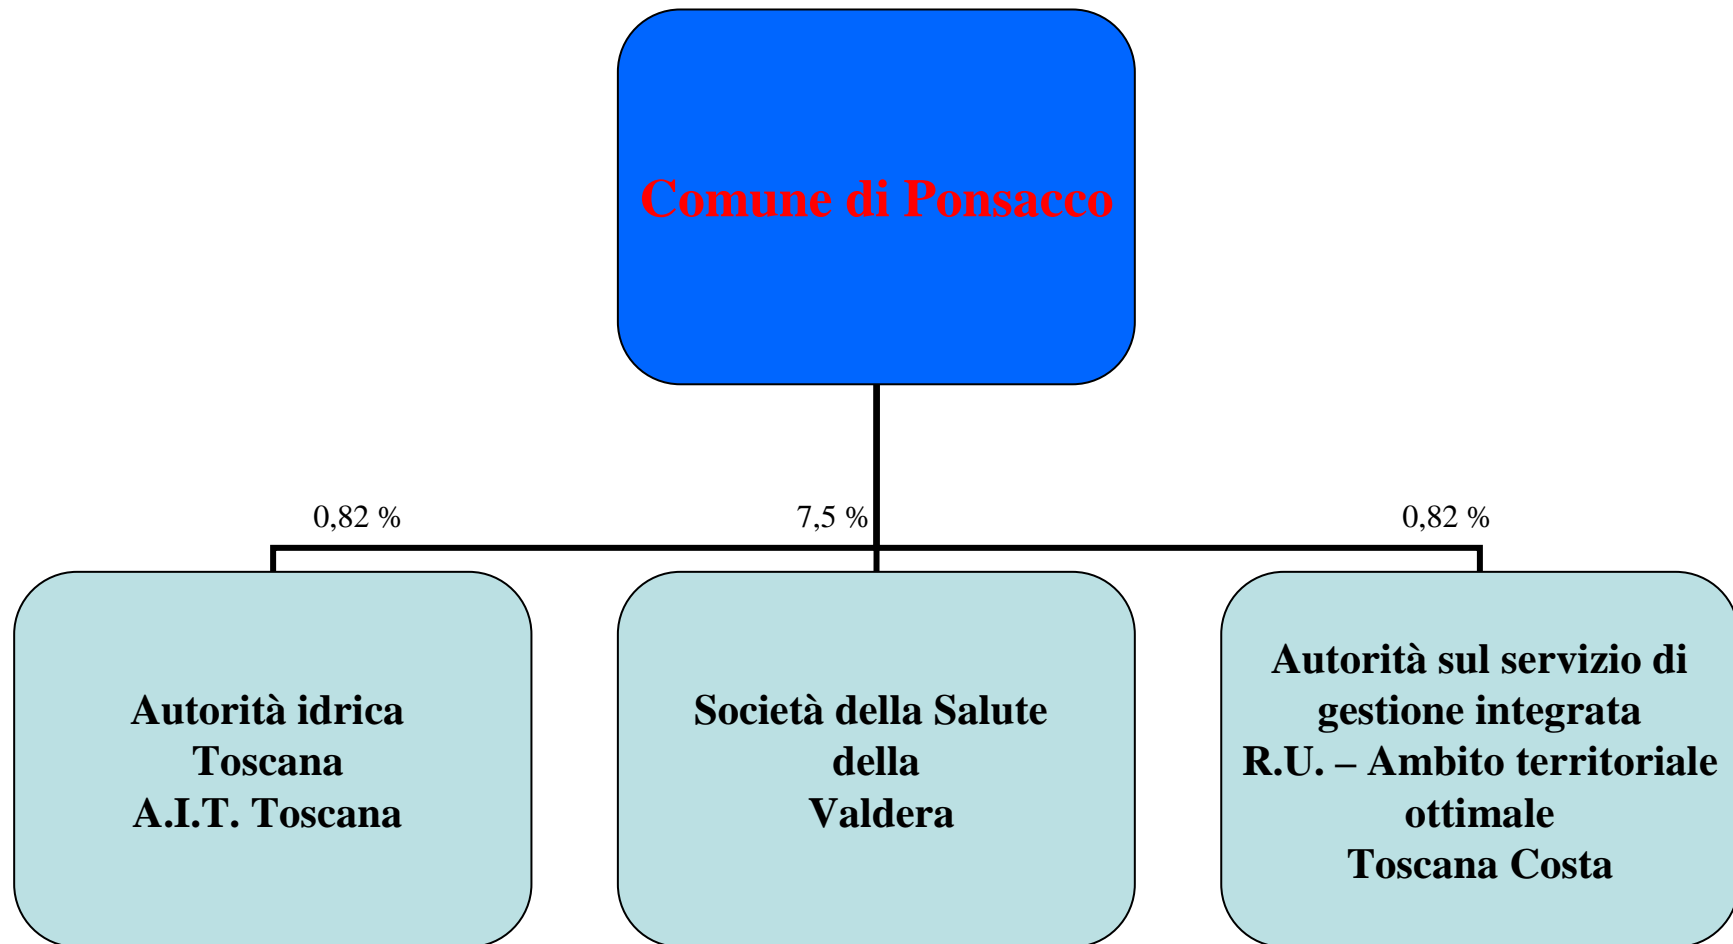 Comune di Ponsacco
0,82 %
7,5 %
0,82 %
Autorità idrica
Toscana
A.I.T. Toscana
Società della Salute
della
Valdera
Autorità sul servizio di
gestione integrata
R.U. – Ambito territoriale
ottimale
Toscana Costa